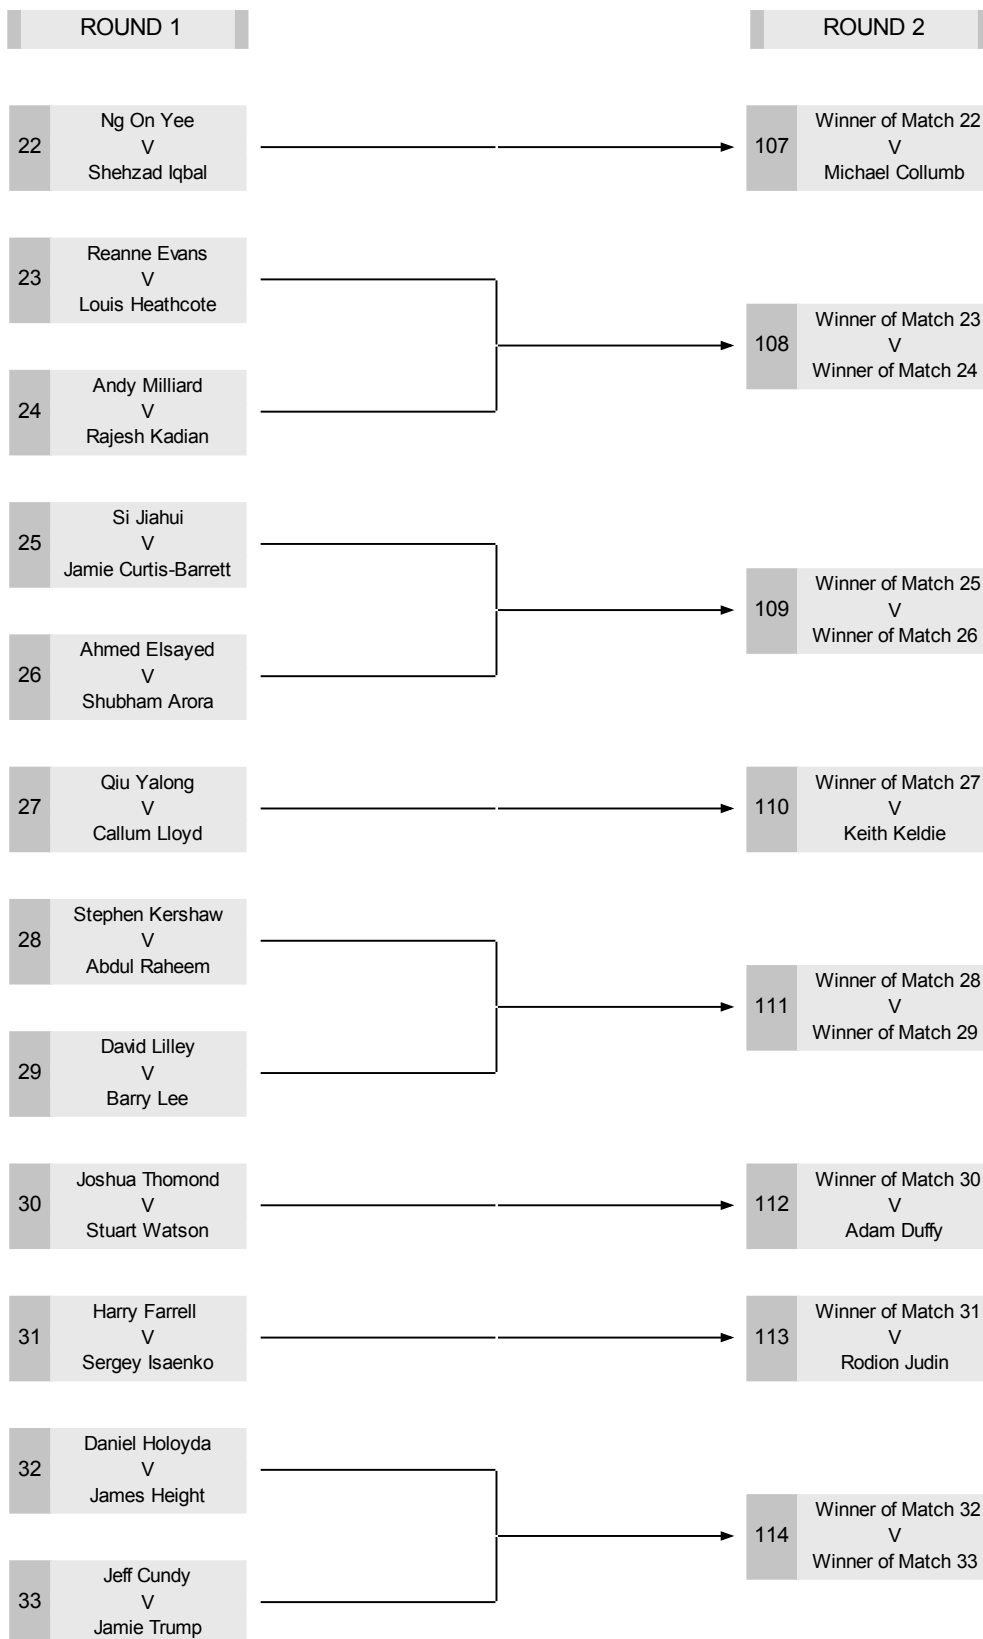 ROUND 1
ROUND 2
22
Ng On Yee
V
Shehzad Iqbal
107
Winner of Match 22
V
Michael Collumb
23
Reanne Evans
V
Louis Heathcote
108
Winner of Match 23
V
Winner of Match 24
24
Andy Milliard
V
Rajesh Kadian
25
Si Jiahui
V
Jamie Curtis-Barrett
109
Winner of Match 25
V
Winner of Match 26
26
Ahmed Elsayed
V
Shubham Arora
27
Qiu Yalong
V
Callum Lloyd
110
Winner of Match 27
V
Keith Keldie
28
Stephen Kershaw
V
Abdul Raheem
111
Winner of Match 28
V
Winner of Match 29
29
David Lilley
V
Barry Lee
30
Joshua Thomond
V
Stuart Watson
112
Winner of Match 30
V
Adam Duffy
31
Harry Farrell
V
Sergey Isaenko
113
Winner of Match 31
V
Rodion Judin
32
Daniel Holoyda
V
James Height
114
Winner of Match 32
V
Winner of Match 33
33
Jeff Cundy
V
Jamie Trump